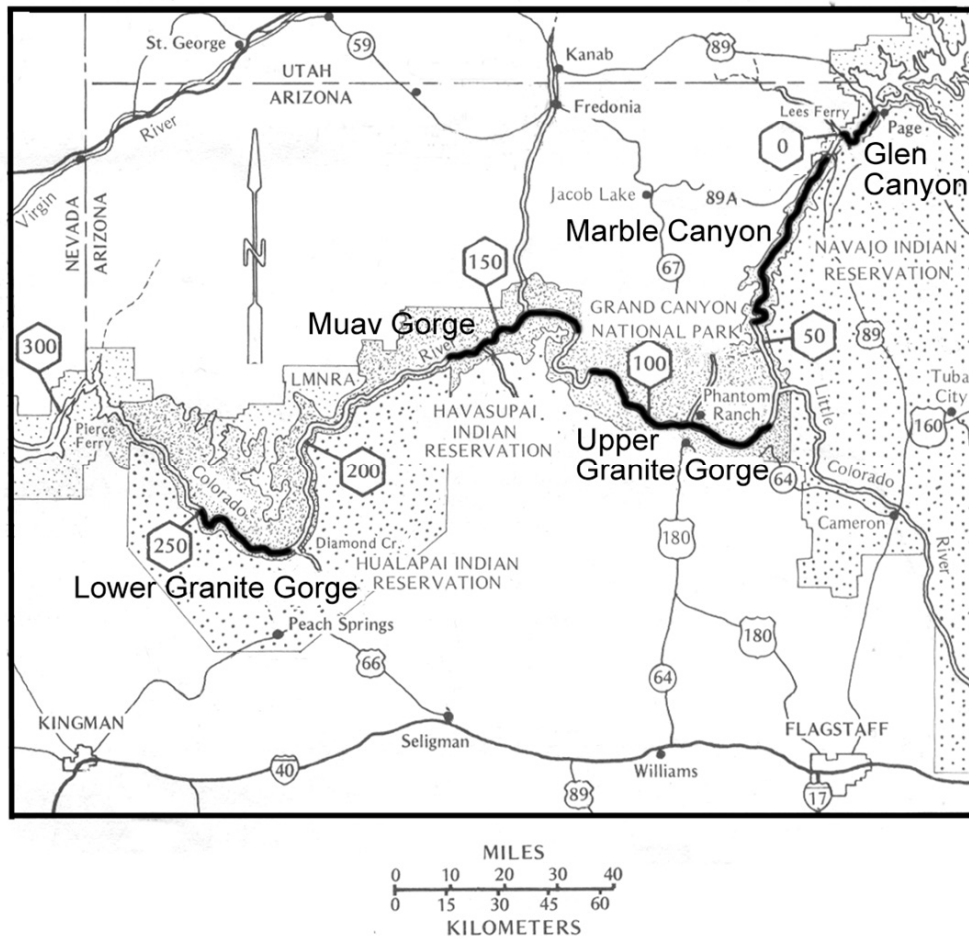 St. George
59
Kanab
89
UTAH
ARIZONA
Fredonia
Lees Ferry
Page
0
Glen
Canyon
River
Virgin
NEVADA
ARIZONA
N
Jacob Lake
89A
Marble Canyon
67
NAVAJO INDIAN
RESERVATION
150
GRAND CANYON
NATIONAL PARK
50
89
Muav Gorge
River
300
LMNRA
100
Phantom
Ranch
Little
Tuba
City
160
Pierce
Ferry
HAVASUPAI
INDIAN
RESERVATION
200
Upper
Granite Gorge
64
Colorado
Cameron
River
Colorado
250
Diamond Cr.
180
HUALAPAI INDIAN
RESERVATION
Lower Granite Gorge
Peach Springs
66
180
64
KINGMAN
Seligman
FLAGSTAFF
40
Williams
89
17
MILES
0 10 20 30 40
0 15 30 45 60
KILOMETERS